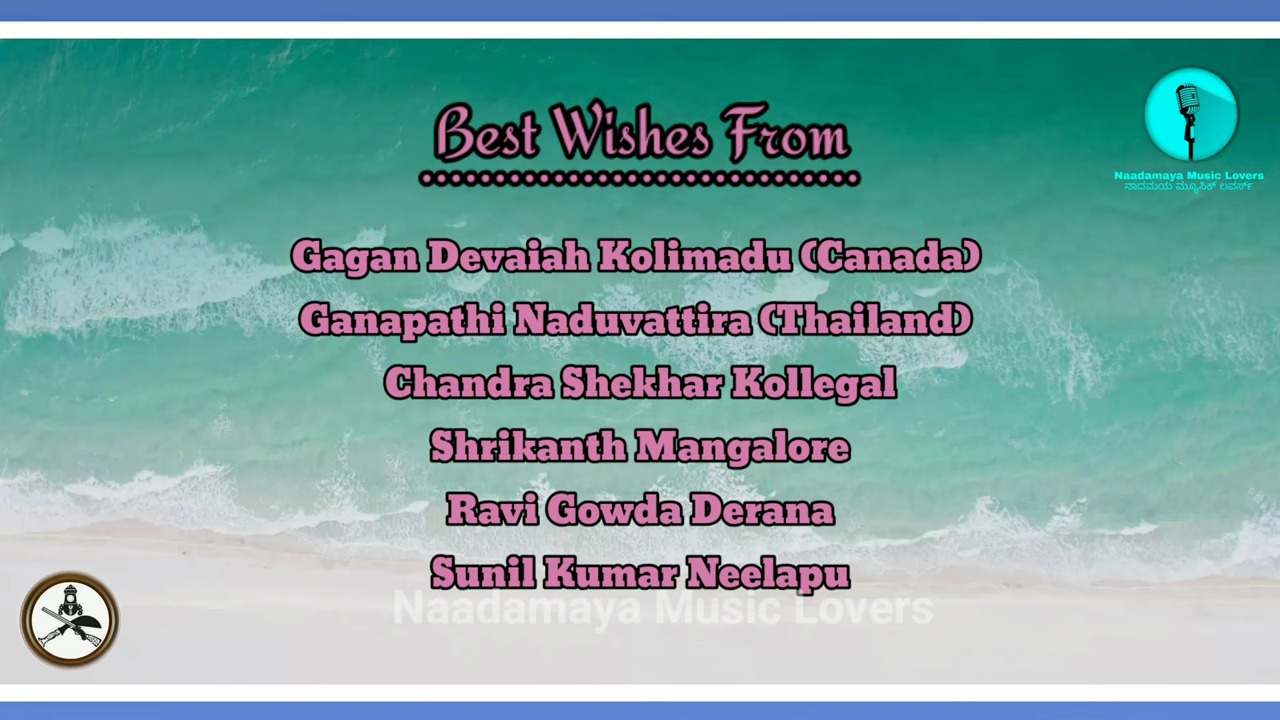 Best Wishes From
Naadamaya Music Lovers
ನಾದಮಯ ಮ್ಯೂಸಿಕ್ ಲವರ್ಸ್
Gagan Devaiah Kolimadu (Canada)
Ganapathi Naduvattira (Thailand)
Chandra Shekhar Kollegal
Shrikanth Mangalore
Ravi Gowda Derana
Sunil Kumar Neelapu
Naadamaya Music Lovers